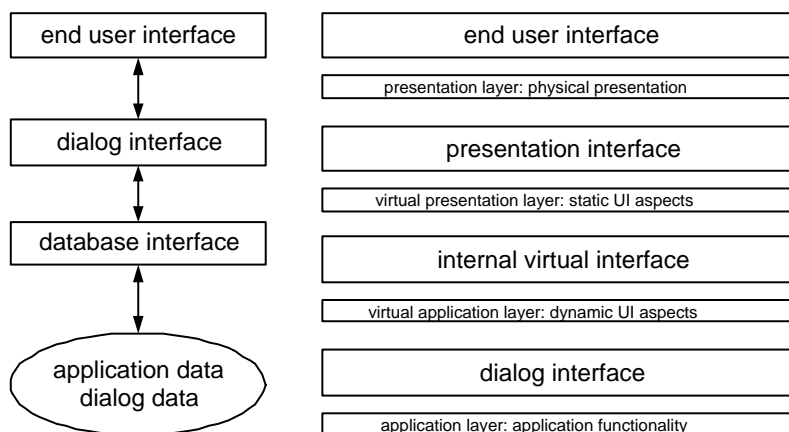 end user interface
dialog interface
database interface
application data
dialog data
end user interface
presentation layer: physical presentation
presentation interface
virtual presentation layer: static UI aspects
internal virtual interface
virtual application layer: dynamic UI aspects
dialog interface
application layer: application functionality